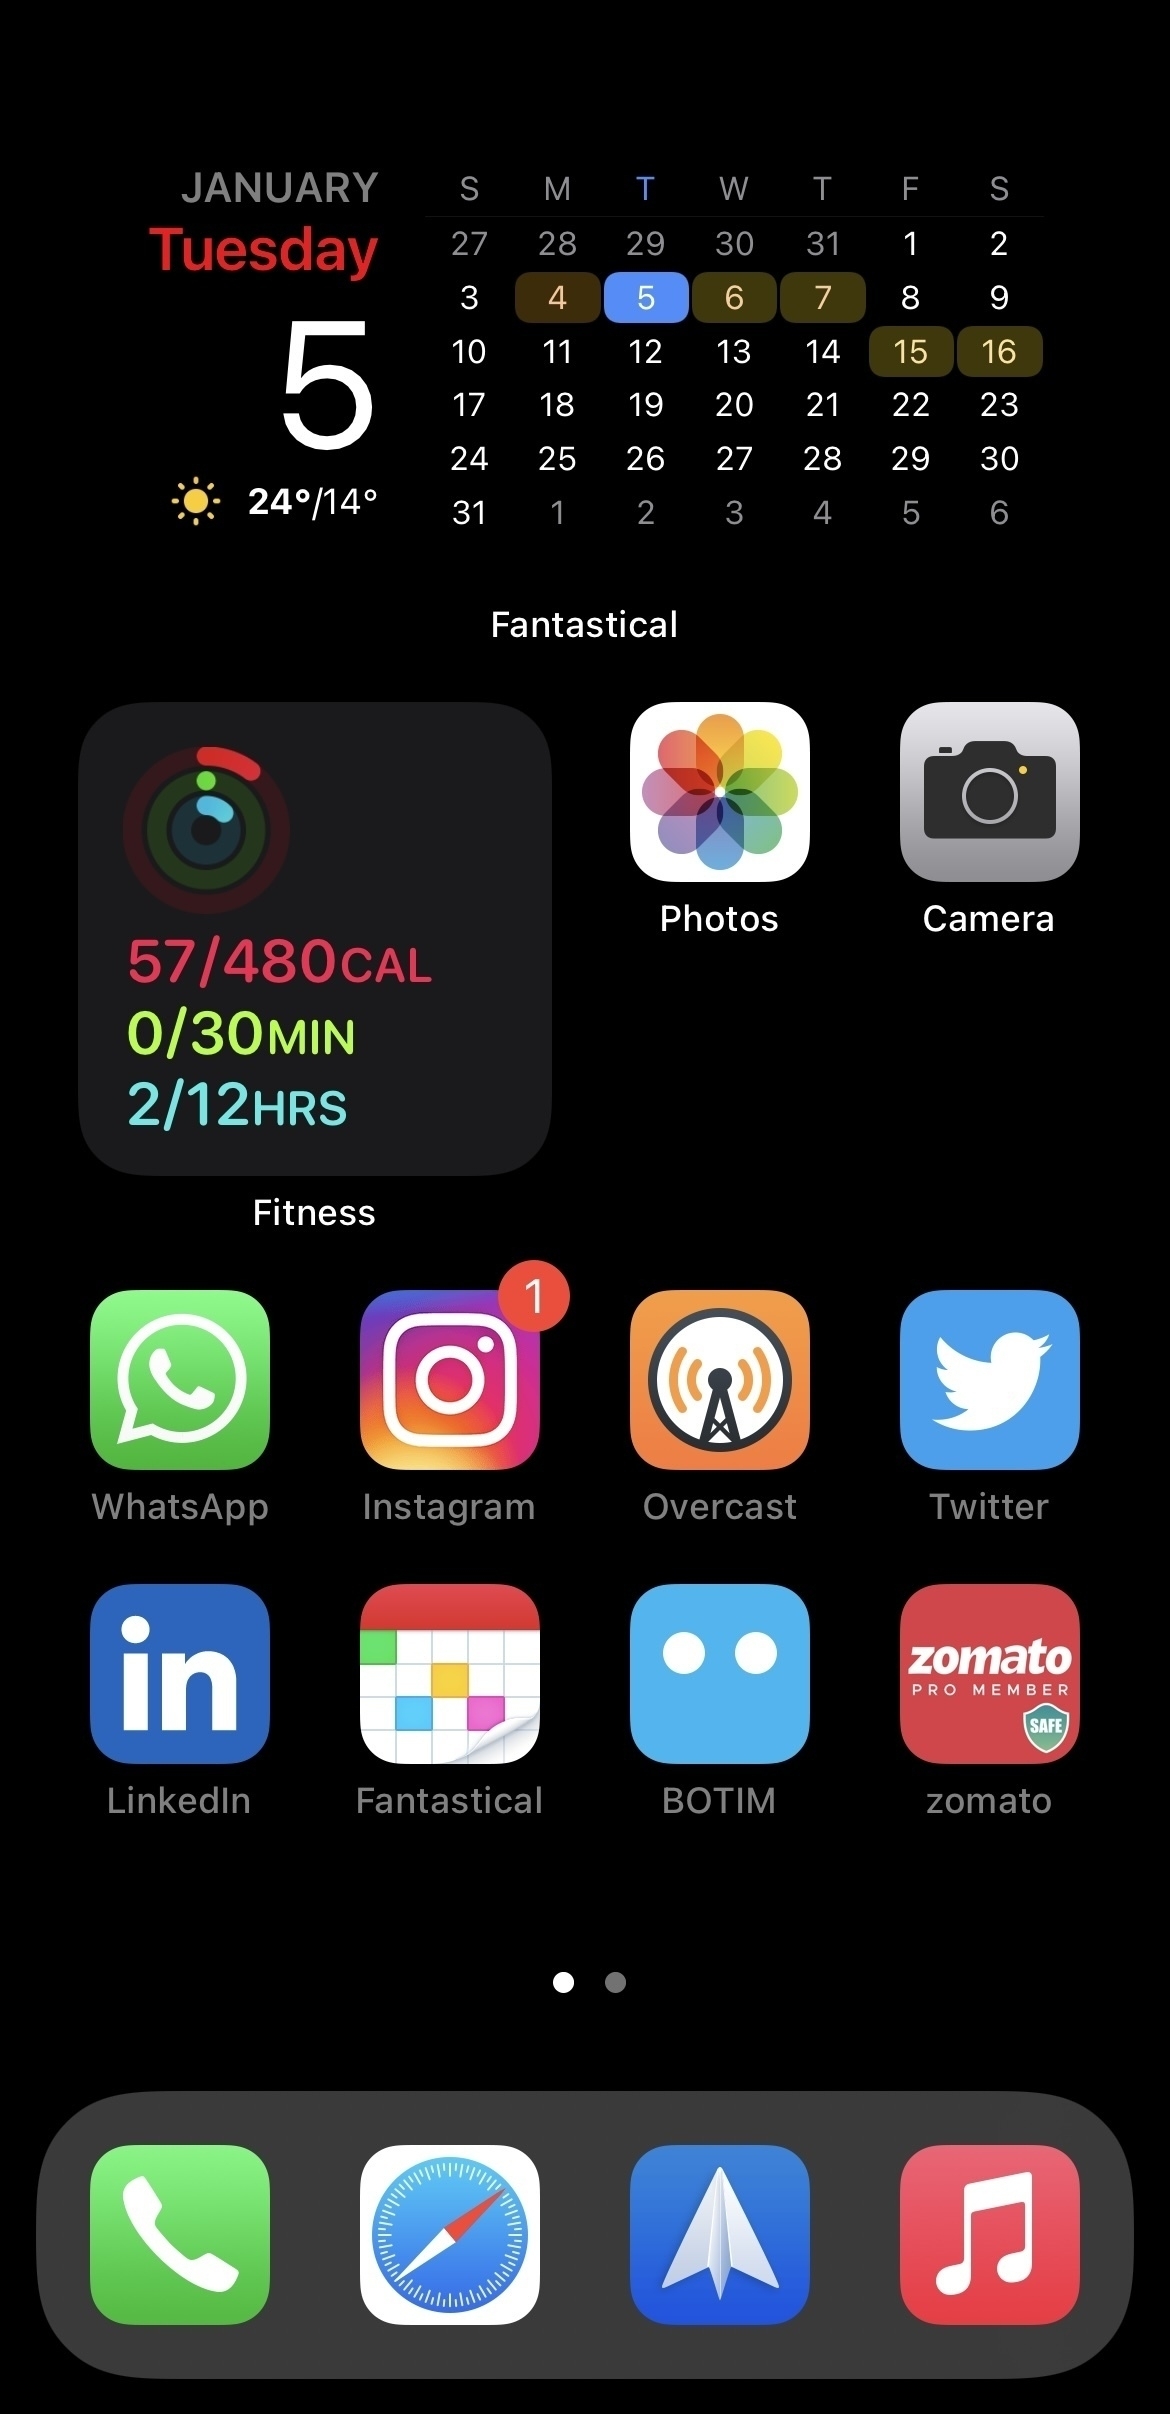 JANUARY
Tuesday
5
24°/14°
S M T W T F S
27 28 29 30 31 1 2
3 4 5 6 7 8 9
10 11 12 13 14 15 16
17 18 19 20 21 22 23
24 25 26 27 28 29 30
31 1 2 3 4 5 6
Fantastical
57/480CAL
0/30MIN
2/12HRS
Fitness
Photos
Camera
1
WhatsApp
Instagram
Overcast
Twitter
in
zomato
PRO MEMBER
SAFE
LinkedIn
Fantastical
BOTIM
zomato